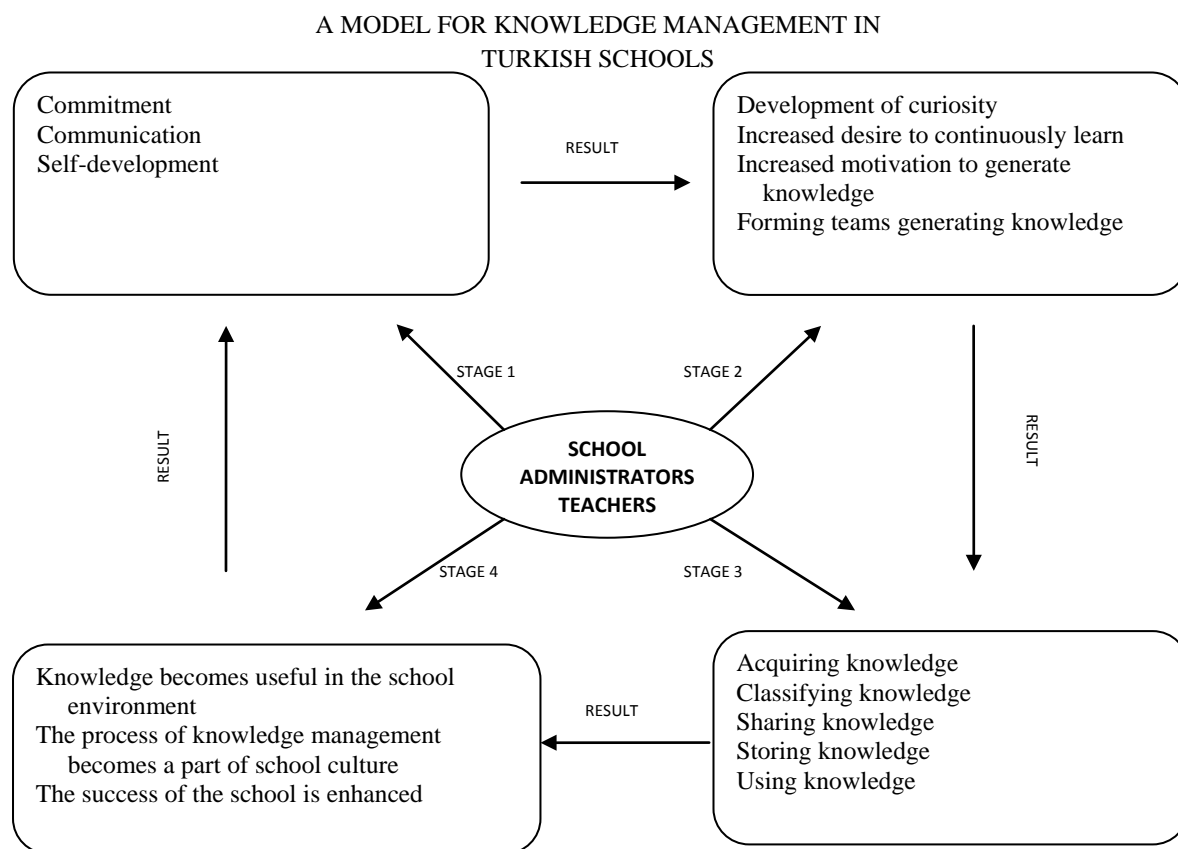 A MODEL FOR KNOWLEDGE MANAGEMENT IN
TURKISH SCHOOLS
Commitment
Communication
Self-development
RESULT
Development of curiosity
Increased desire to continuously learn
Increased motivation to generate
knowledge
Forming teams generating knowledge
STAGE 1
STAGE 2
RESULT
SCHOOL
ADMINISTRATORS
TEACHERS
RESULT
STAGE 4
STAGE 3
Knowledge becomes useful in the school
environment
The process of knowledge management
becomes a part of school culture
The success of the school is enhanced
RESULT
Acquiring knowledge
Classifying knowledge
Sharing knowledge
Storing knowledge
Using knowledge